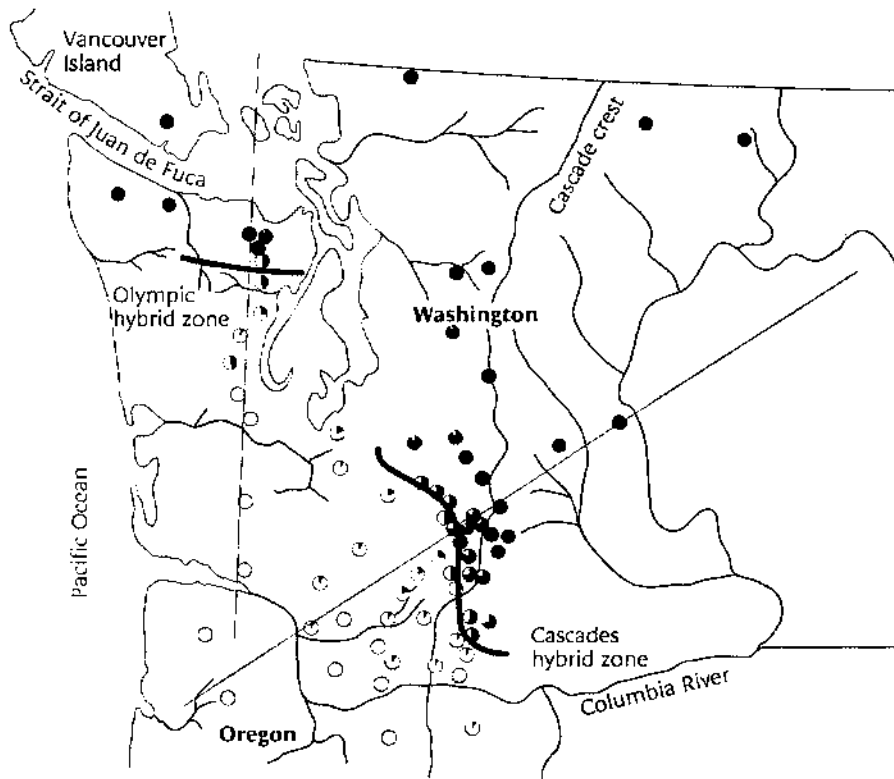 Vancouver
Island
Strait of Juan de Fuca
Cascade crest
Olympic
hybrid zone
Washington
Pacific Ocean
Cascades
hybrid zone
Columbia River
Oregon